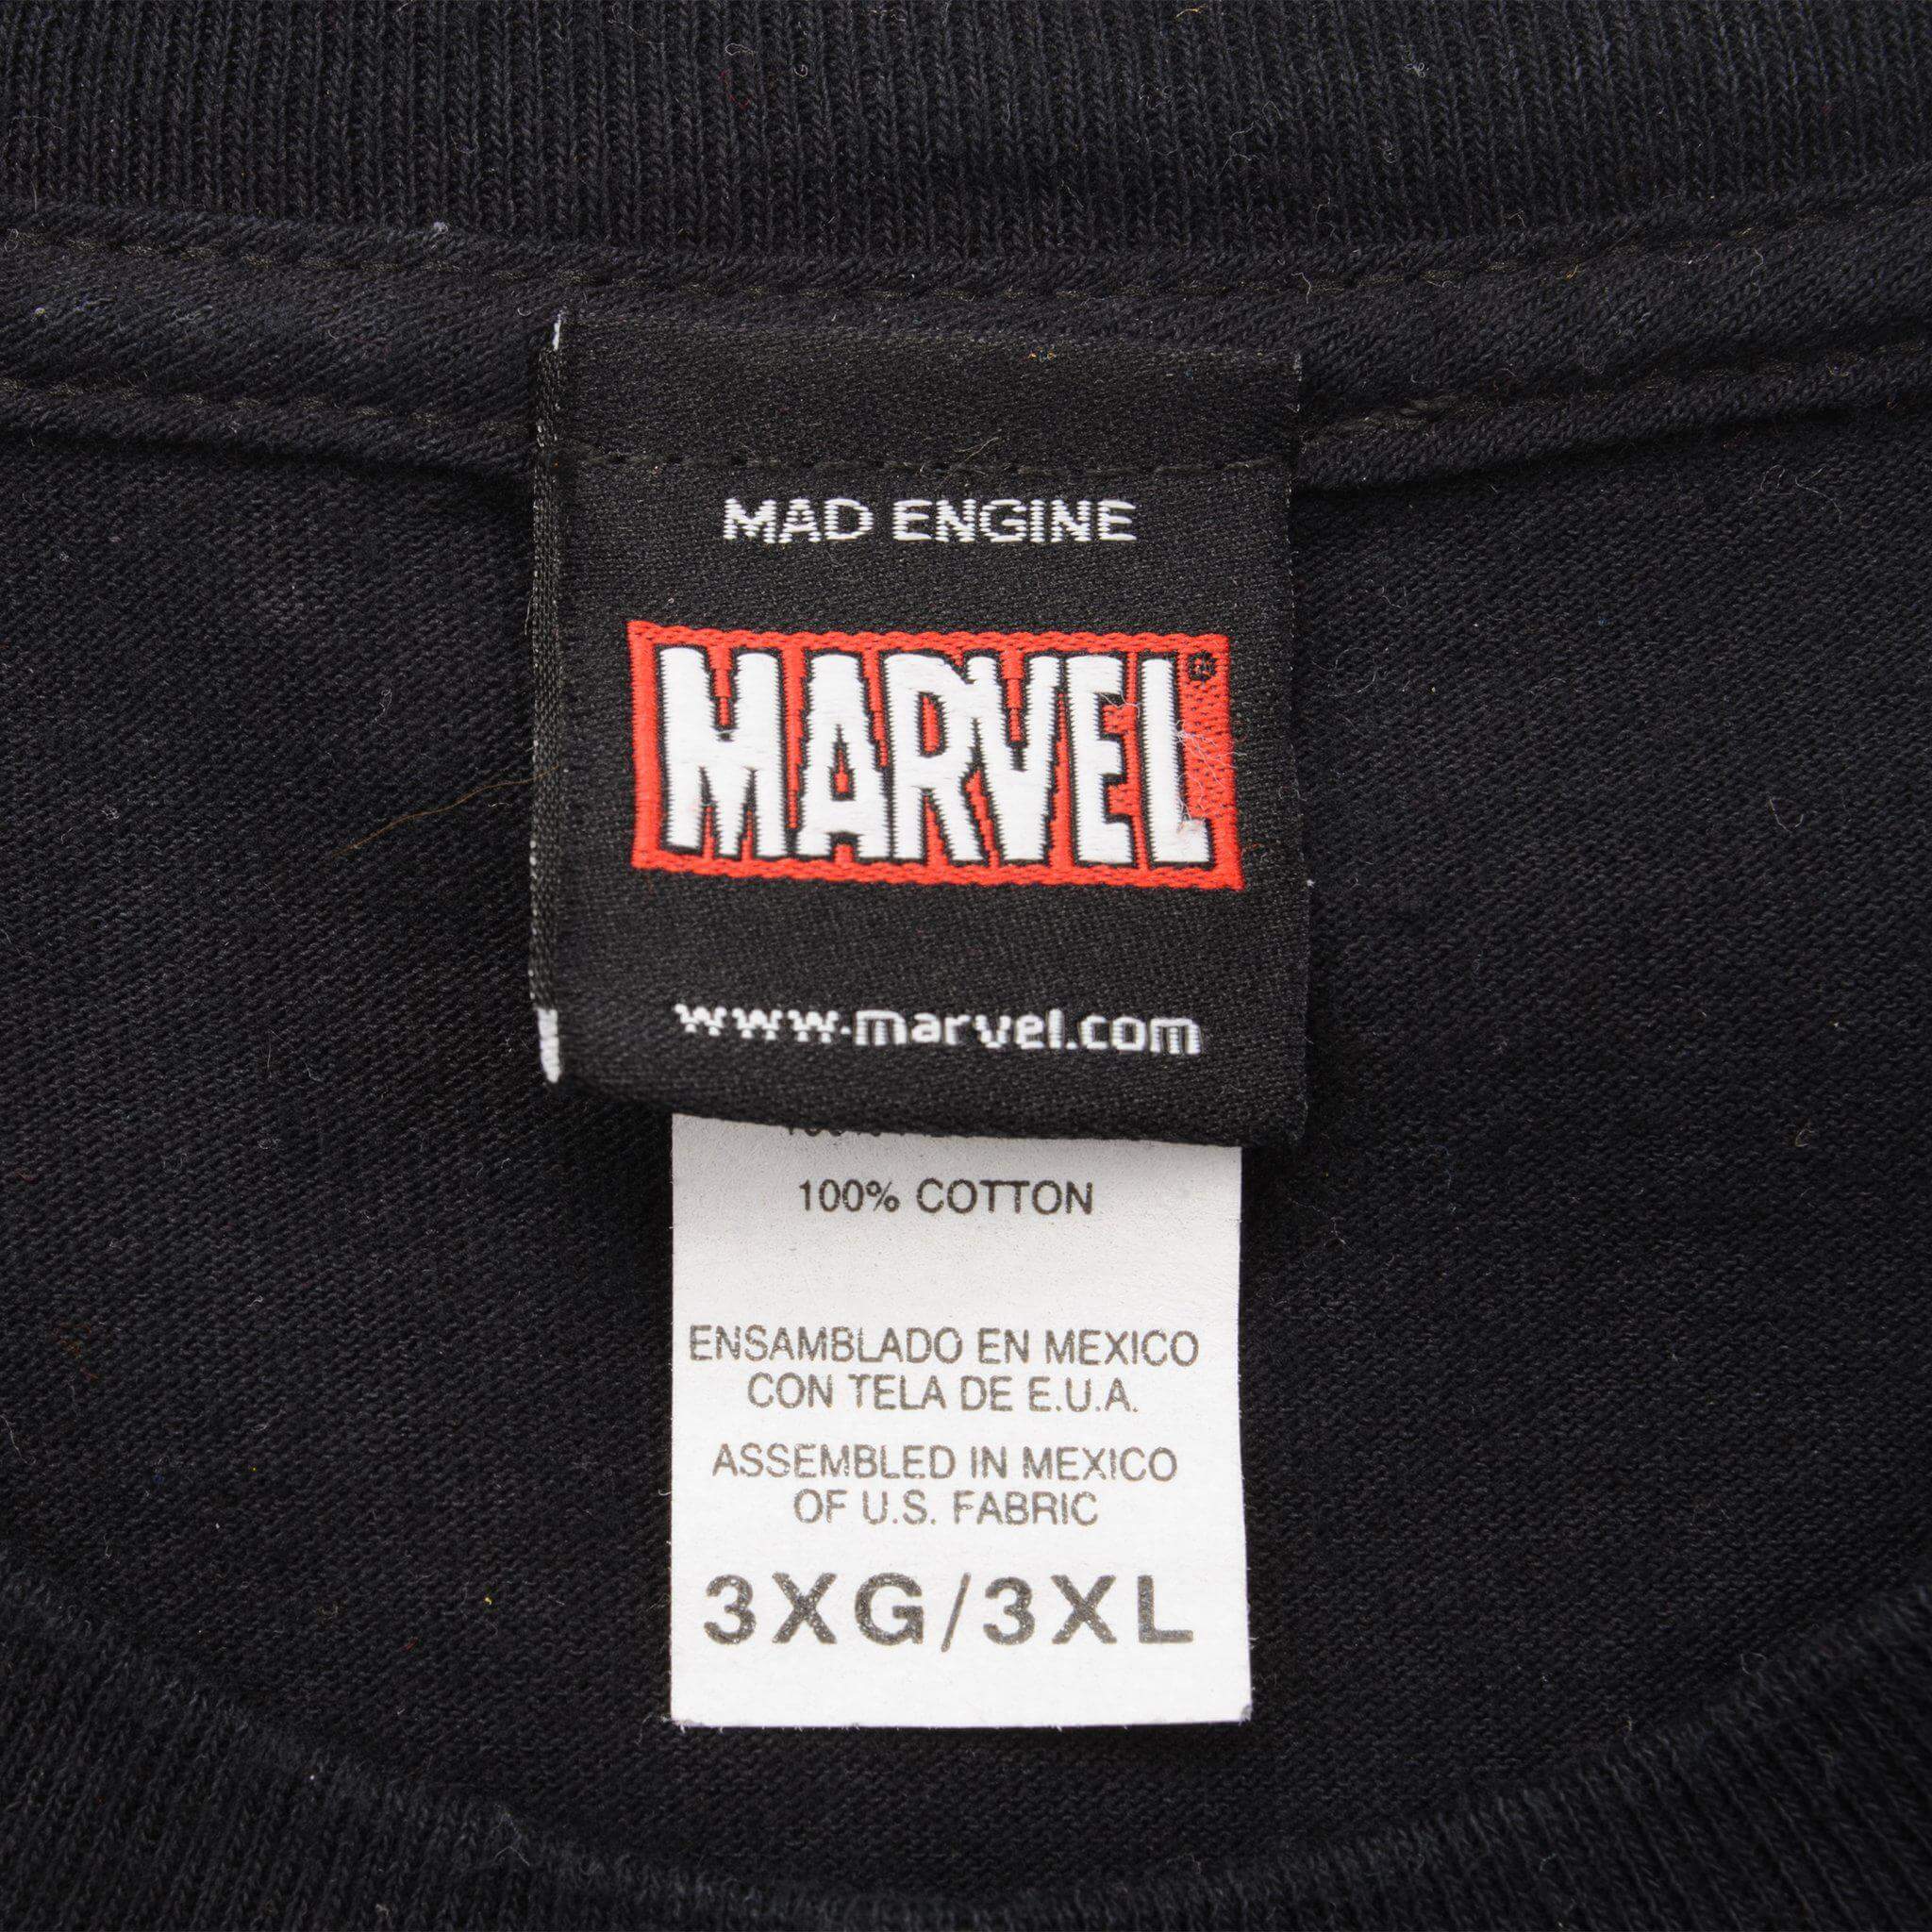 MAD ENGINE
MARVEL®
www.marvel.com
100% COTTON
ENSAMBLADO EN MEXICO
CON TELA DE E.U.A.
ASSEMBLED IN MEXICO
OF U.S. FABRIC
3XG/3XL